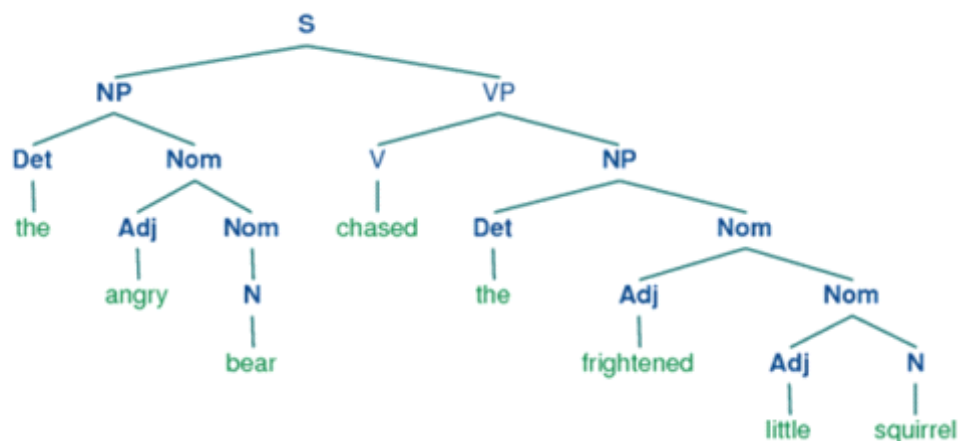 S
NP VP
Det Nom V NP
the Adj Nom chased Det Nom
angry N the Adj Nom
bear frightened Adj N
little squirrel